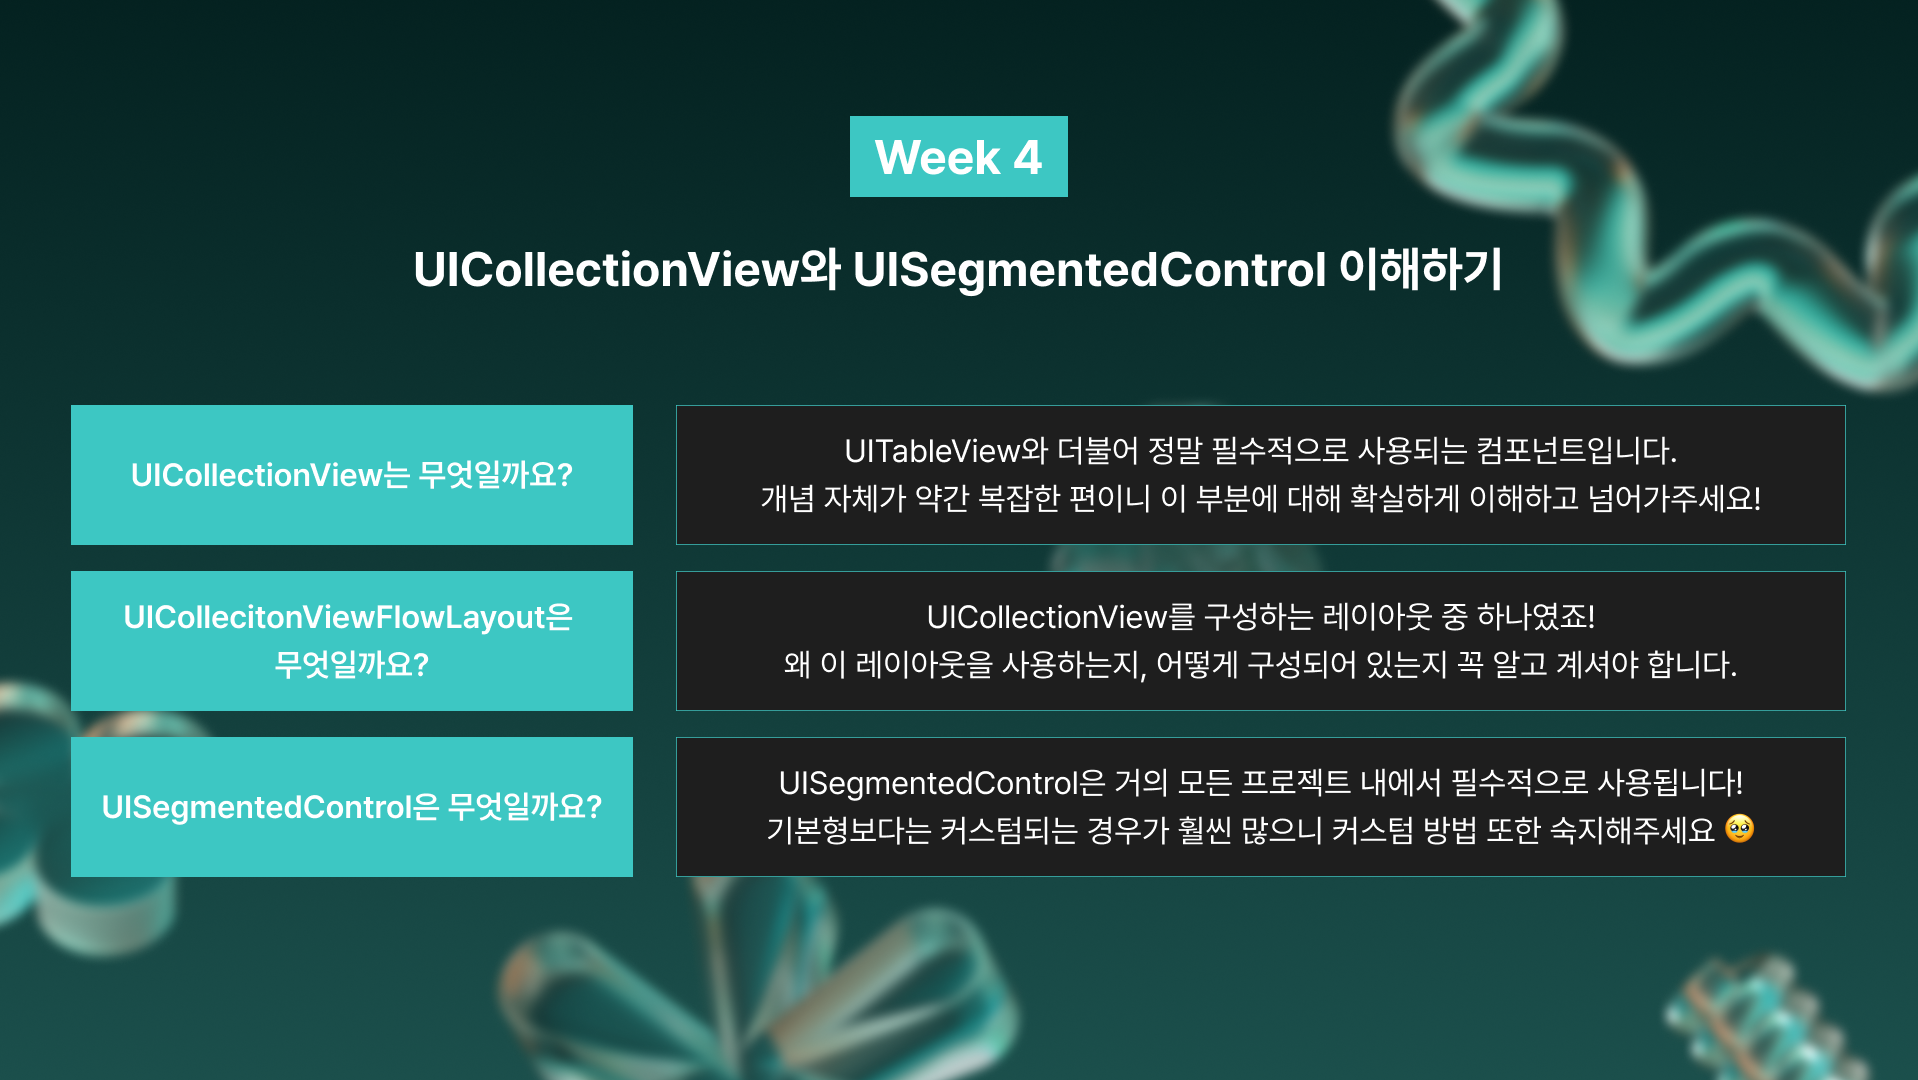 Week 4
UICollectionView와 UISegmentedControl 이해하기
UICollectionView는 무엇일까요?
UITableView와 더불어 정말 필수적으로 사용되는 컴포넌트입니다.
개념 자체가 약간 복잡한 편이니 이 부분에 대해 확실하게 이해하고 넘어가주세요!
UICollecitonViewFlowLayout은
무엇일까요?
UICollectionView를 구성하는 레이아웃 중 하나였죠!
왜 이 레이아웃을 사용하는지, 어떻게 구성되어 있는지 꼭 알고 계셔야 합니다.
UISegmentedControl은 무엇일까요?
UISegmentedControl은 거의 모든 프로젝트 내에서 필수적으로 사용됩니다!
기본형보다는 커스텀되는 경우가 훨씬 많으니 커스텀 방법 또한 숙지해주세요 🥹